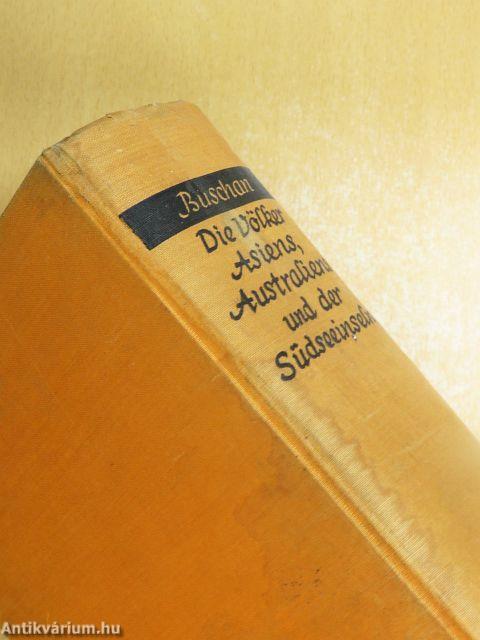 Buschan
Die Völker
Asiens,
Australiens
und der
Südseeinseln
Antikvárium.hu